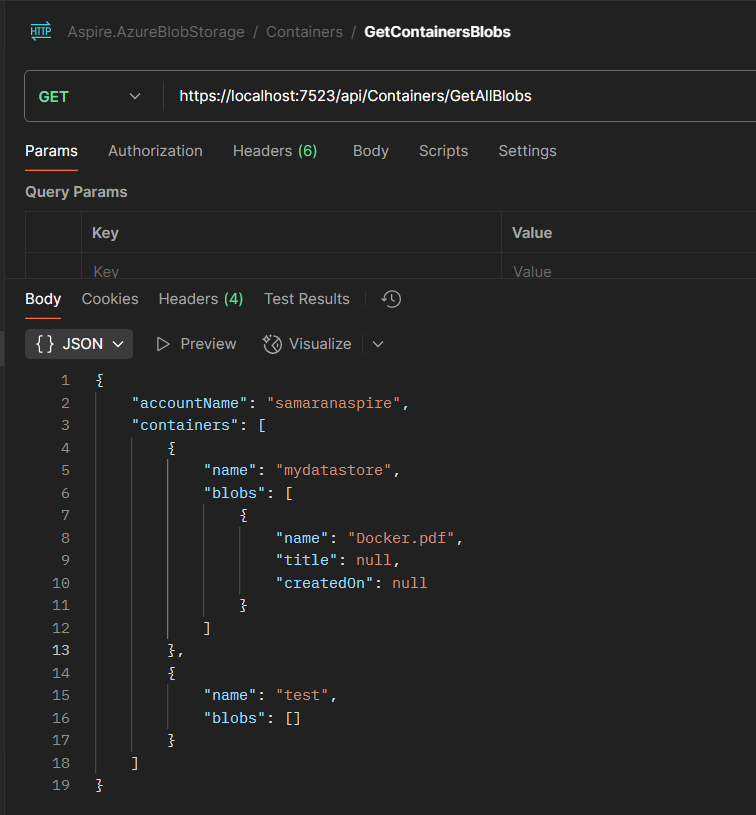 HTTP Aspire.AzureBlobStorage / Containers / GetContainersBlobs
GET https://localhost:7523/api/Containers/GetAllBlobs
Params Authorization Headers (6) Body Scripts Settings
Query Params
Key Value
Key Value
Body Cookies Headers (4) Test Results
{} JSON Preview Visualize
1 {
2 "accountName": "samaranaspire",
3 "containers": [
4 {
5 "name": "mydatastore",
6 "blobs": [
7 {
8 "name": "Docker.pdf",
9 "title": null,
10 "createdOn": null
11 }
12 ]
13 },
14 {
15 "name": "test",
16 "blobs": []
17 }
18 ]
19 }